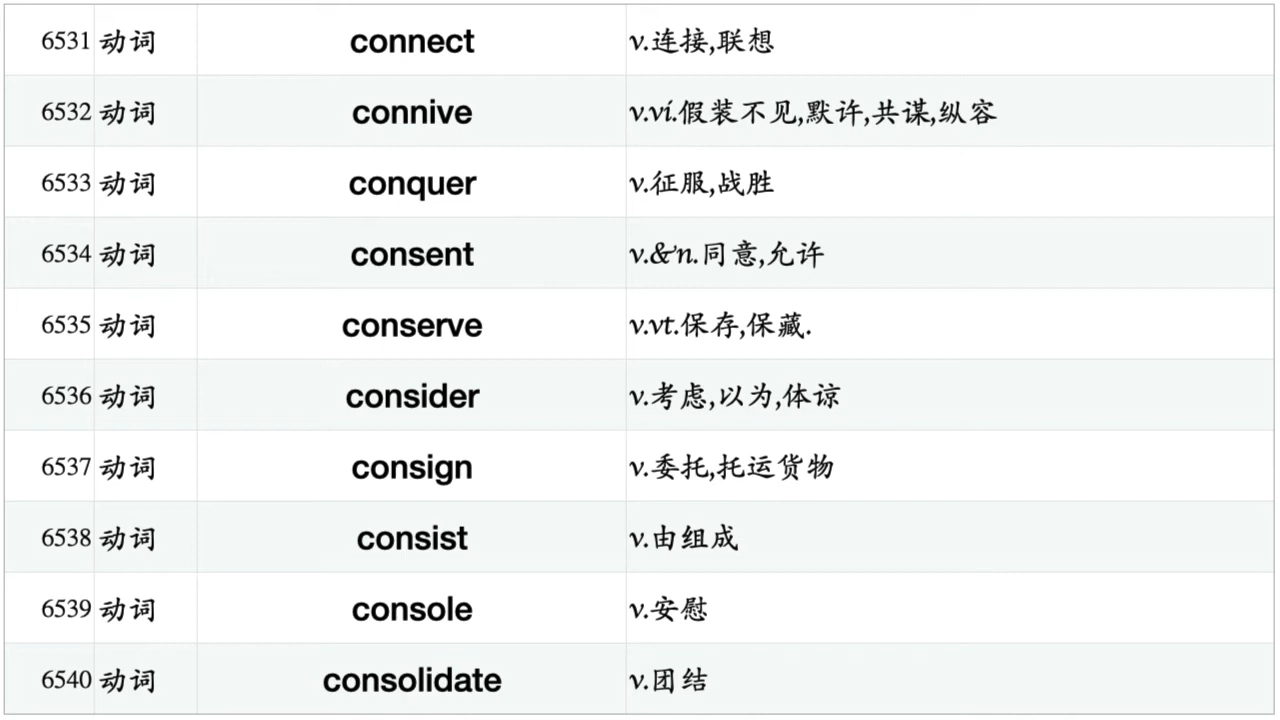 6531 动词 connect v.连接,联想
6532 动词 connive v.vi.假装不见,默许,共谋,纵容
6533 动词 conquer v.征服,战胜
6534 动词 consent v.&n.同意,允许
6535 动词 conserve v.vt.保存,保藏.
6536 动词 consider v.考虑,以为,体谅
6537 动词 consign v.委托,托运货物
6538 动词 consist v.由组成
6539 动词 console v.安慰
6540 动词 consolidate v.团结